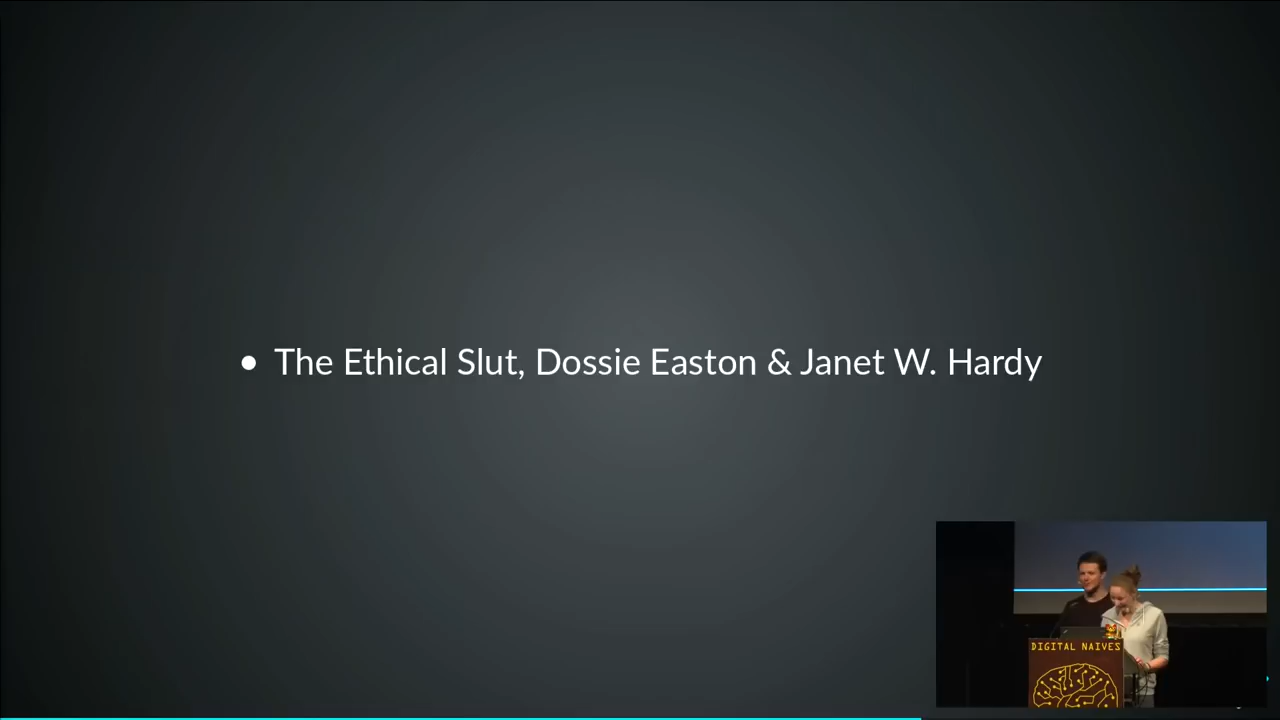 • The Ethical Slut, Dossie Easton & Janet W. Hardy
DIGITAL NAIVES